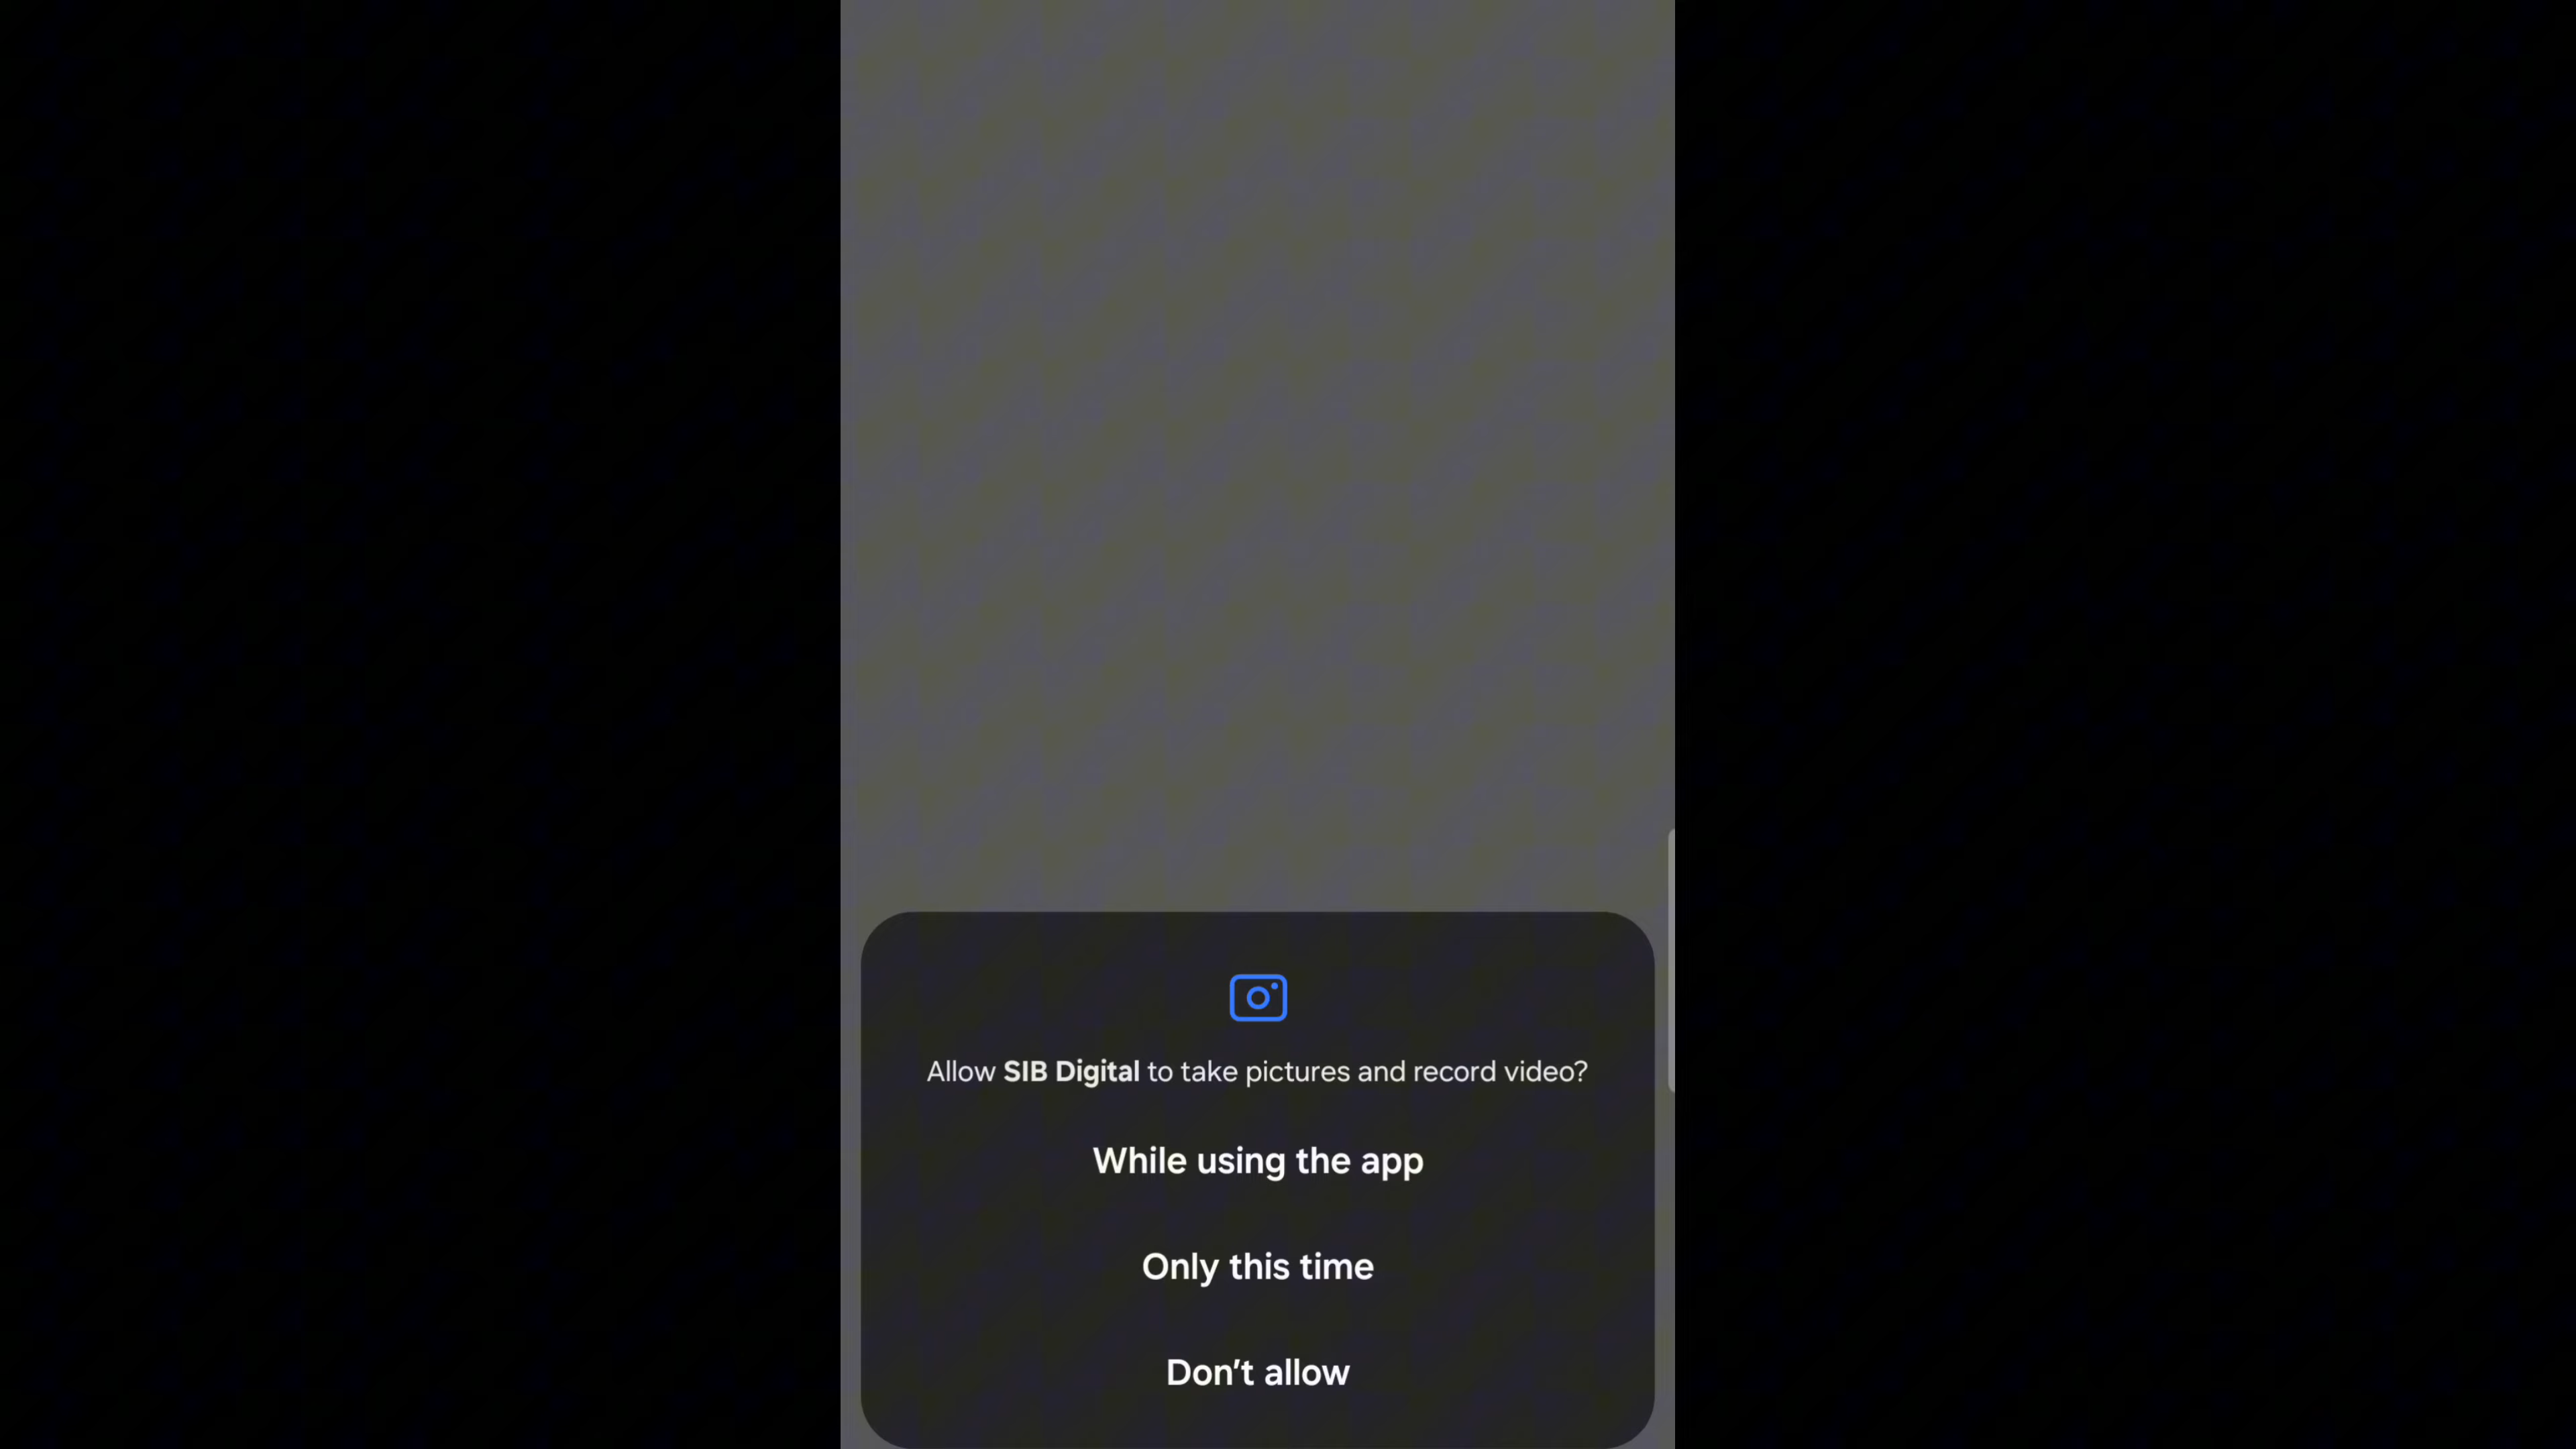 Allow SIB Digital to take pictures and record video?
While using the app
Only this time
Don’t allow